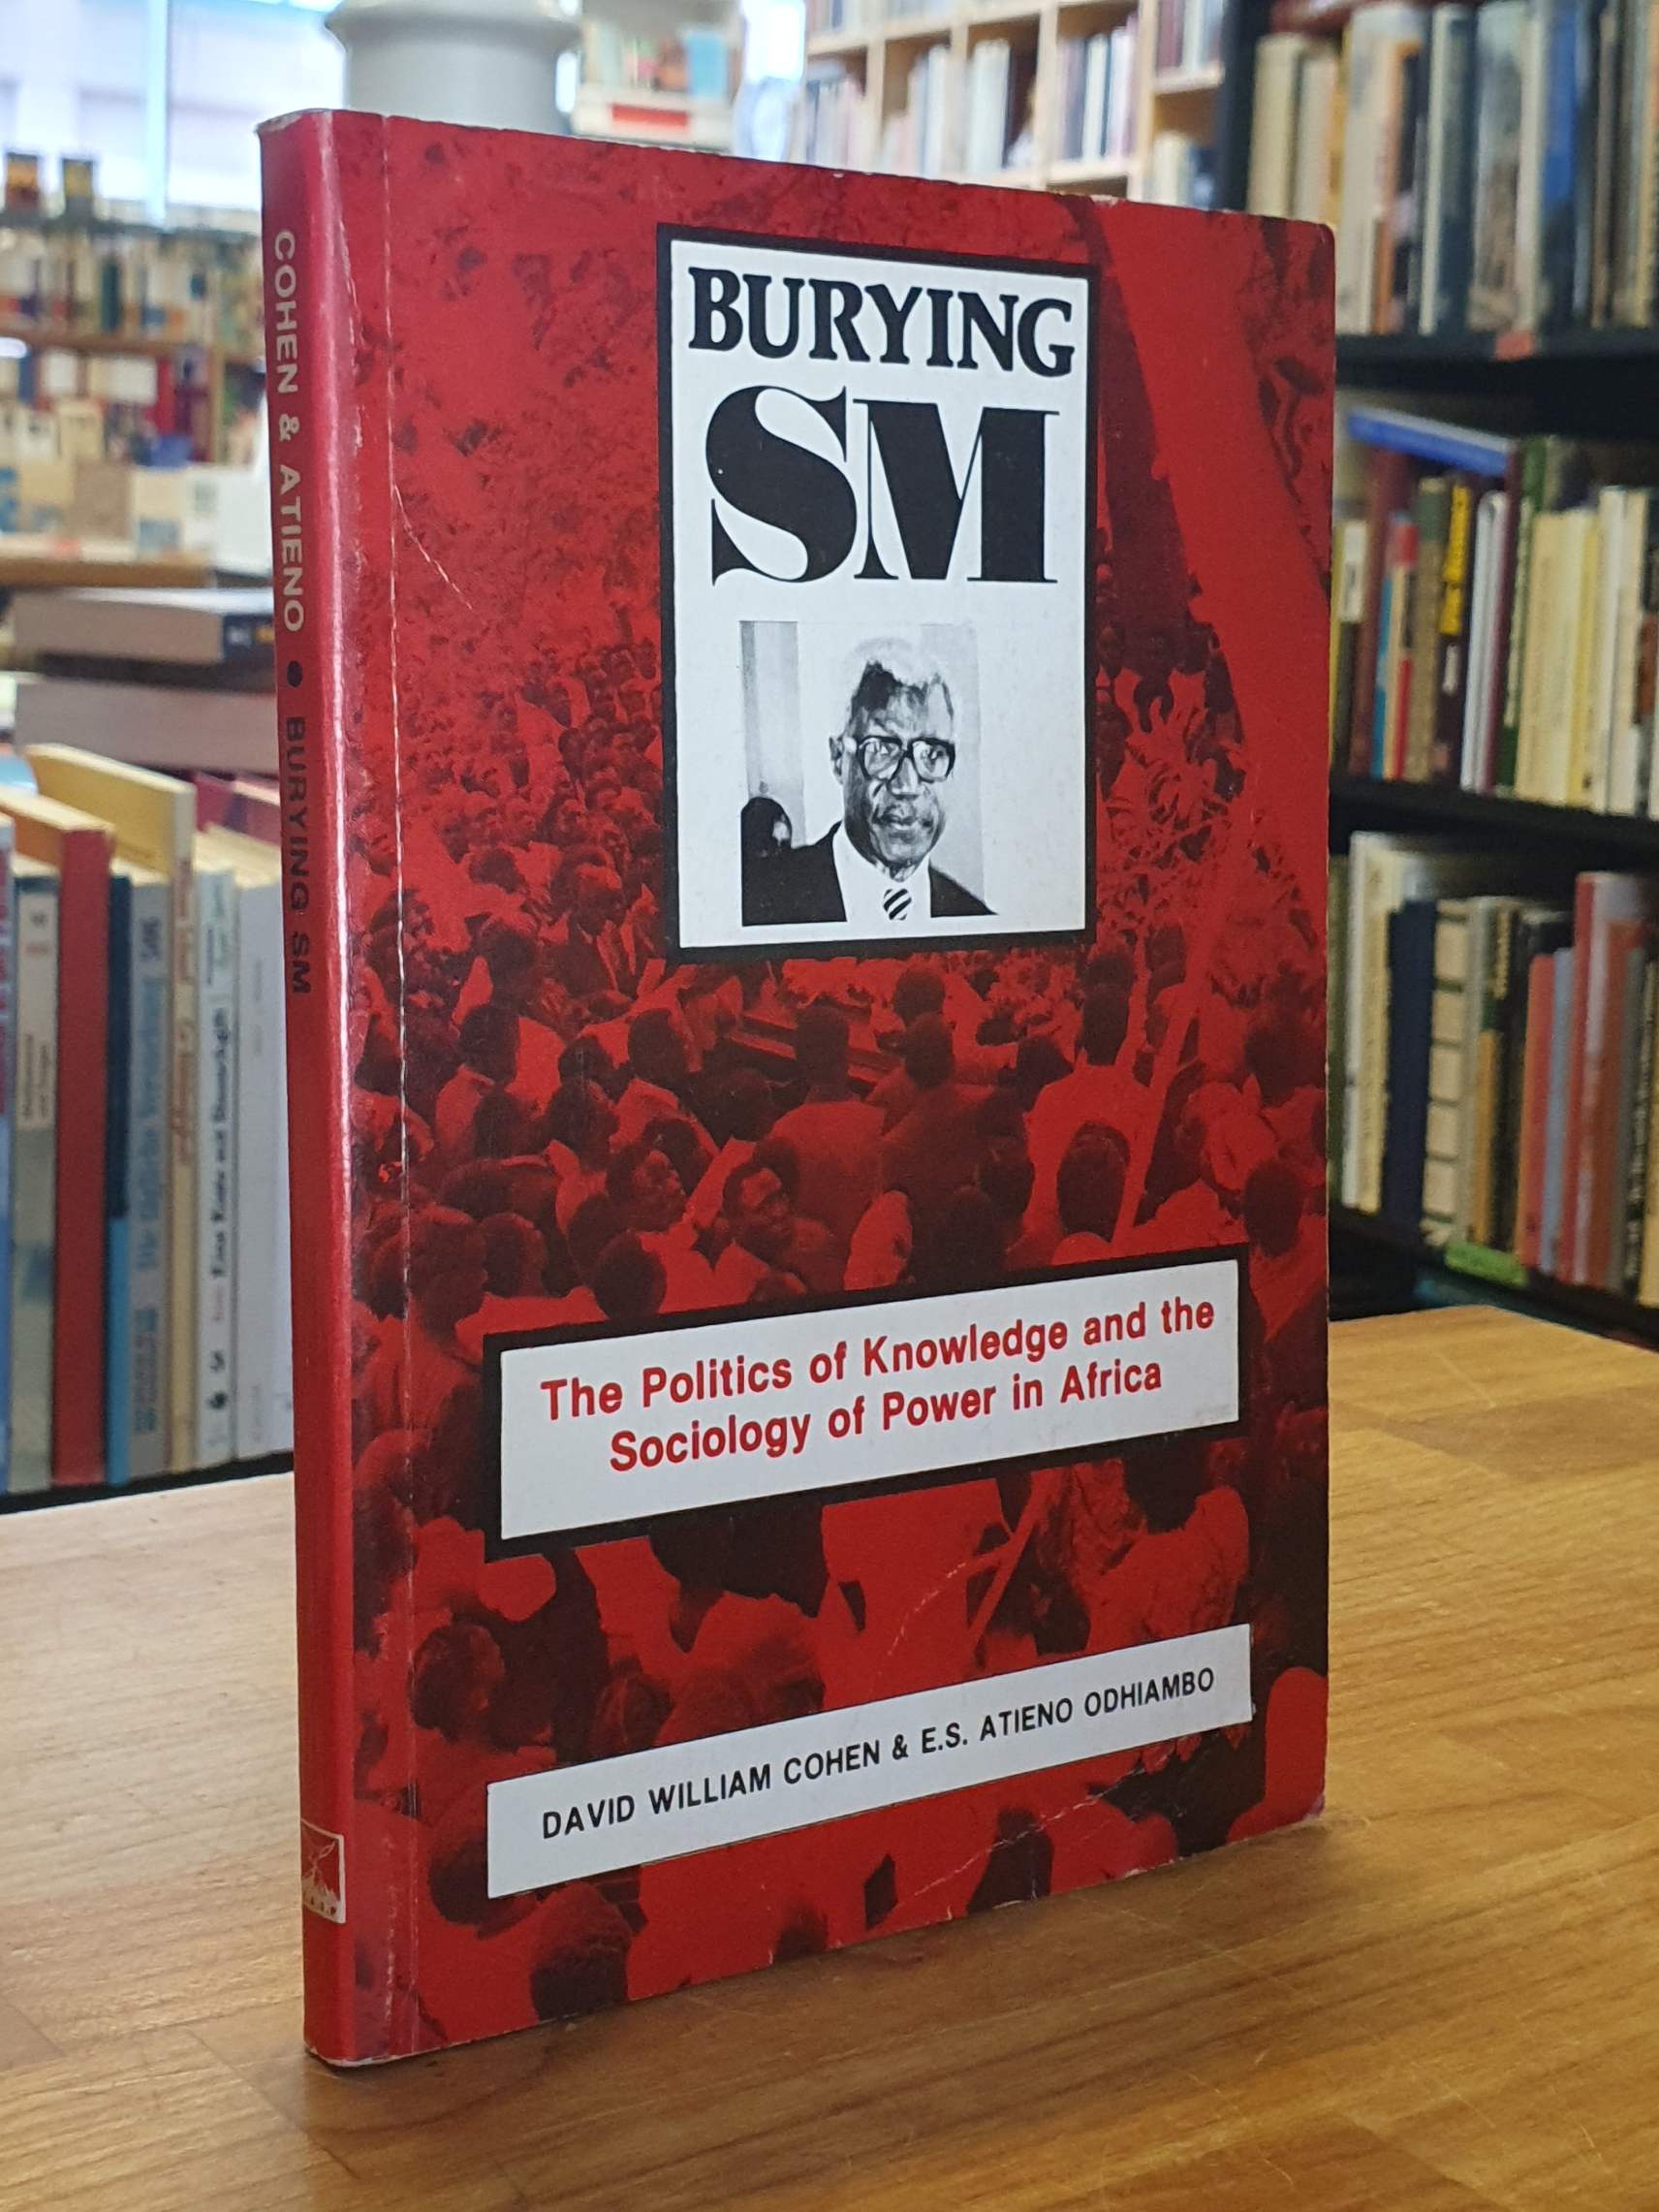 BURYING
SM
The Politics of Knowledge and the
Sociology of Power in Africa
DAVID WILLIAM COHEN & E.S. ATIENO ODHIAMBO
COHEN & ATIENO • BURYING SM